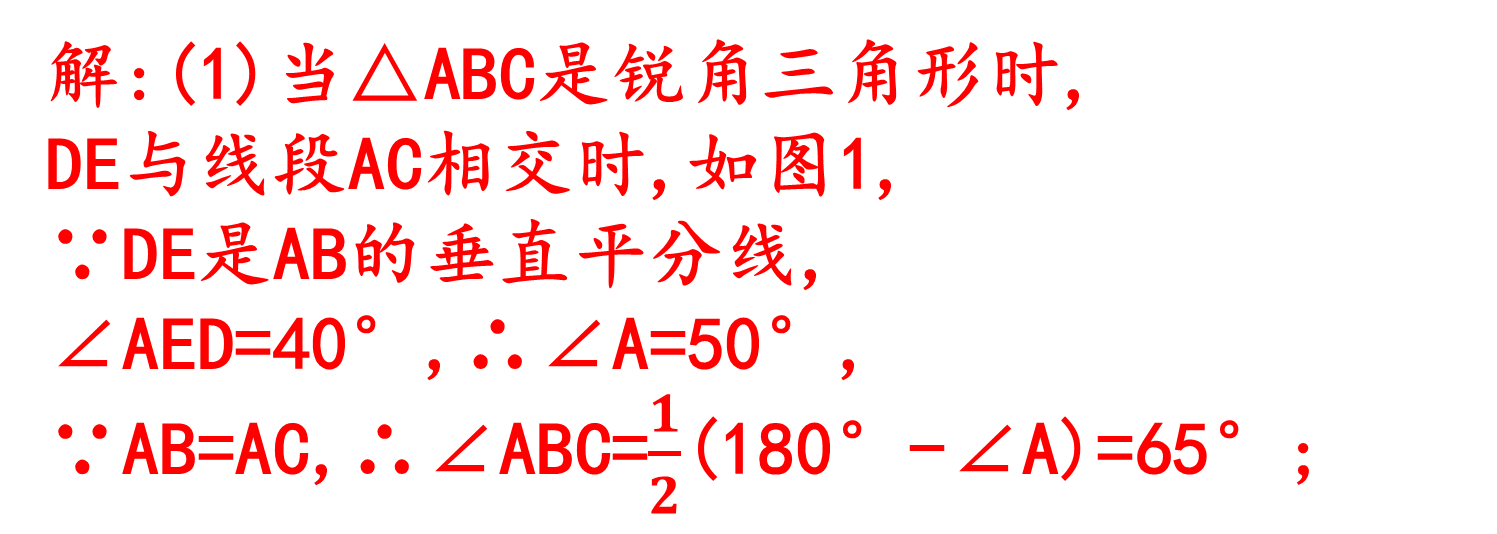 解:(1)当△ABC是锐角三角形时,
DE与线段AC相交时,如图1,
∵DE是AB的垂直平分线,
∠AED=40°,∴∠A=50°,
∵AB=AC,∴∠ABC=1/2(180°-∠A)=65°;